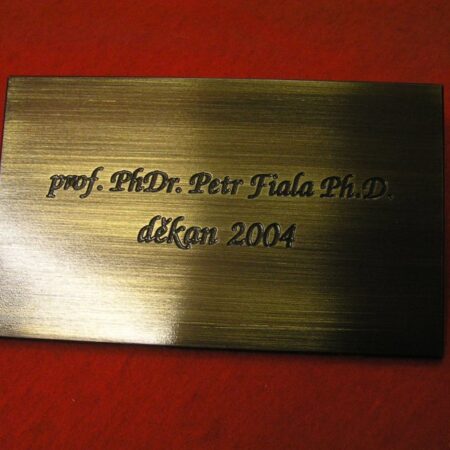 prof. PhDr. Petr Fiala Ph.D.
děkan 2004